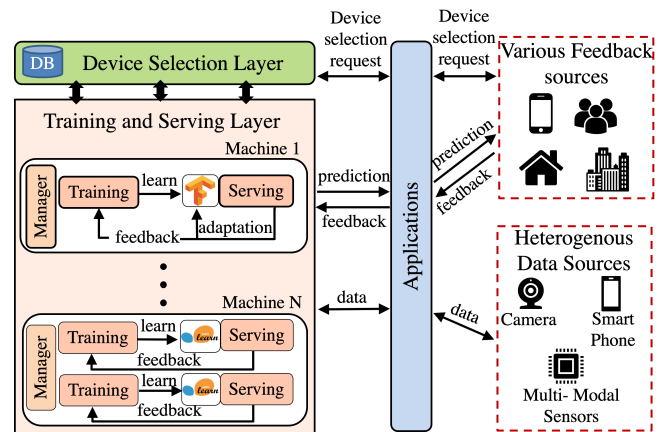 DB
Device Selection Layer
Device
selection
request
Device
selection
request
Various Feedback
sources
Training and Serving Layer
Machine 1
Manager
Training
learn
Serving
feedback
adaptation
prediction
feedback
Applications
prediction
feedback
Machine N
Manager
Training
learn
learn
Serving
feedback
Training
learn
learn
Serving
feedback
data
data
Heterogenous
Data Sources
Camera
Smart
Phone
Multi- Modal
Sensors